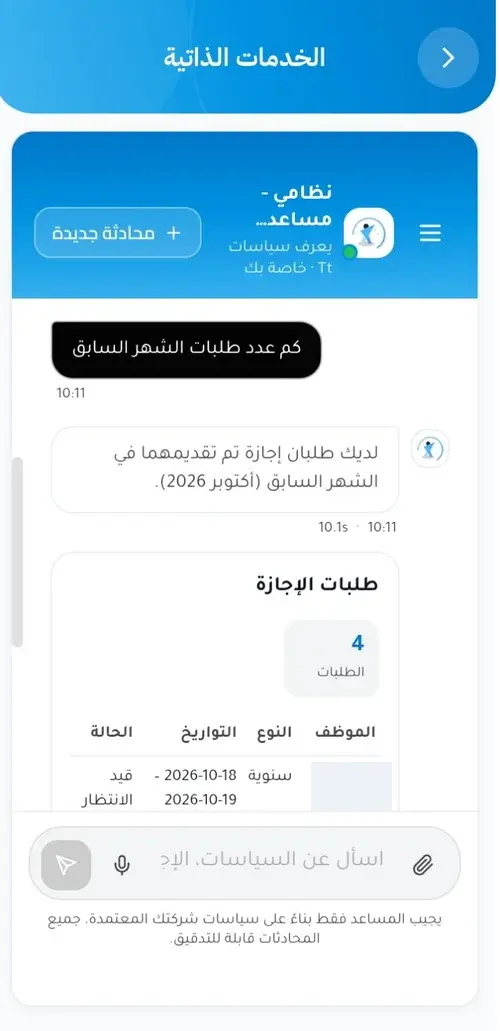 الخدمات الذاتية
نظامي -
مساعد...
يعرف سياسات
Tt · خاصة بك
+ محادثة جديدة
كم عدد طلبات الشهر السابق
10:11
لديك طلبان إجازة تم تقديمهما في
الشهر السابق (أكتوبر 2026).
10:11 · 10.1s
طلبات الإجازة
4
الطلبات
الموظف النوع التواريخ الحالة
سنوية 2026-10-18 - قيد
2026-10-19 الانتظار
اسأل عن السياسات، الإج
يجيب المساعد فقط بناءً على سياسات شركتك المعتمدة. جميع
المحادثات قابلة للتدقيق.